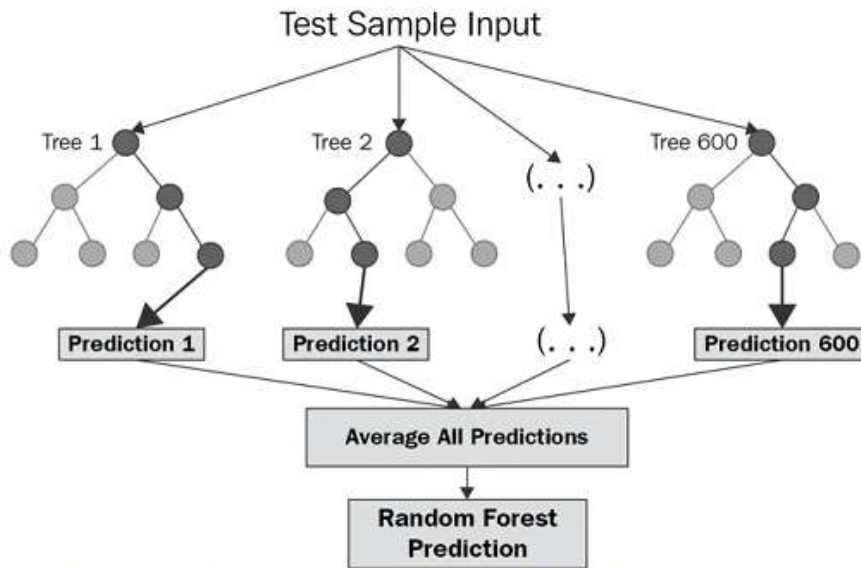 Test Sample Input
Tree 1
Tree 2
(. . .)
Tree 600
Prediction 1
Prediction 2
(. . .)
Prediction 600
Average All Predictions
Random Forest
Prediction